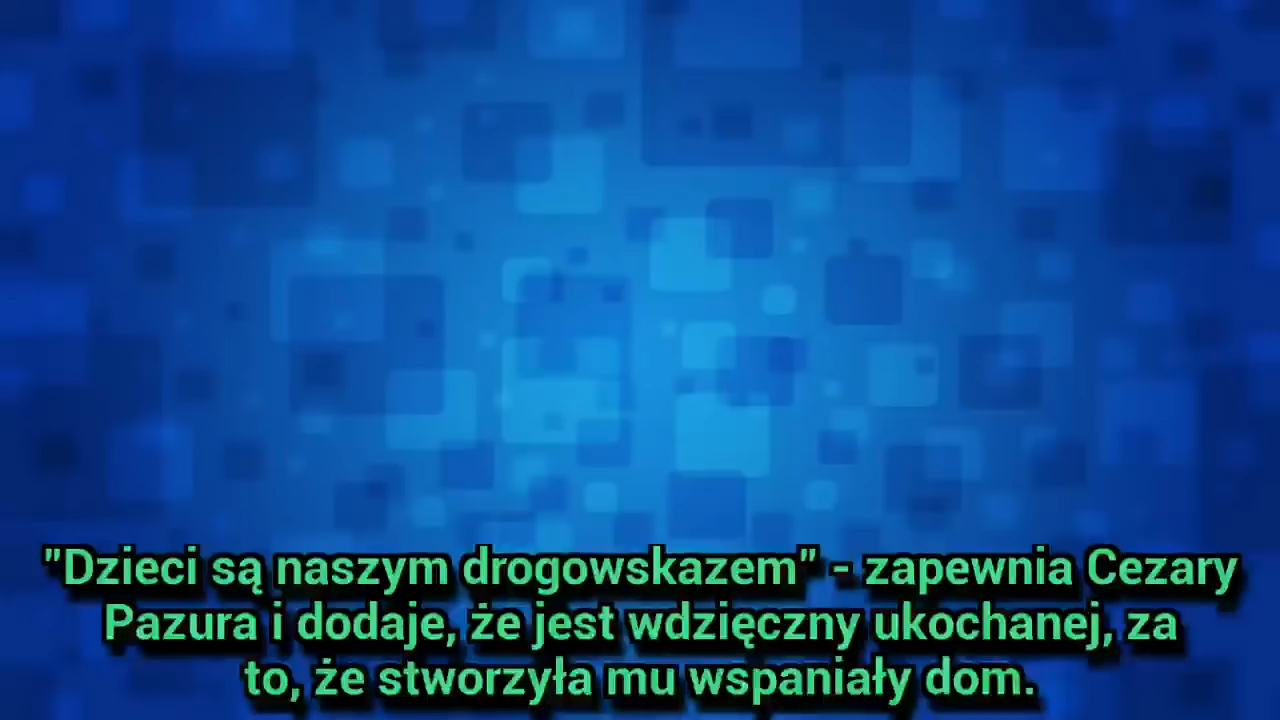 "Dzieci są naszym drogowskazem" - zapewnia Cezary
Pazura i dodaje, że jest wdzięczny ukochanej, za
to, że stworzyła mu wspaniały dom.